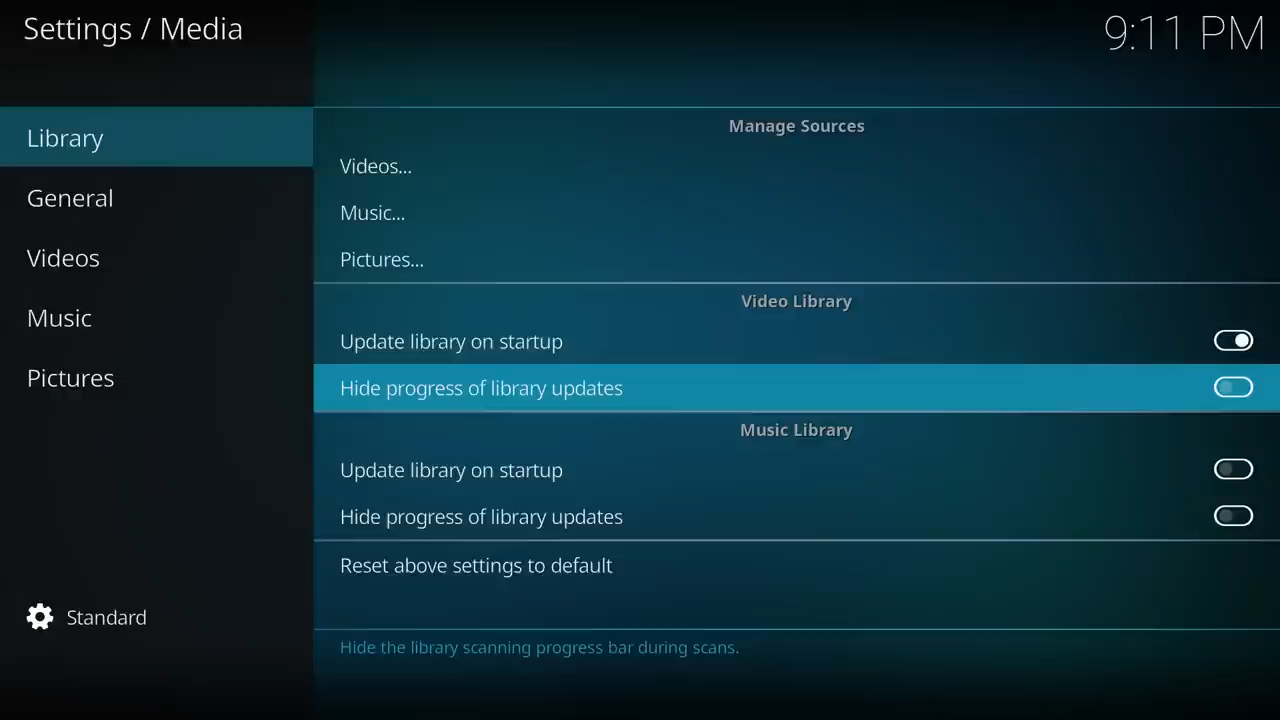 Settings / Media
9:11 PM
Library
General
Videos
Music
Pictures
Standard
Manage Sources
Videos...
Music...
Pictures...
Video Library
Update library on startup
Hide progress of library updates
Music Library
Update library on startup
Hide progress of library updates
Reset above settings to default
Hide the library scanning progress bar during scans.